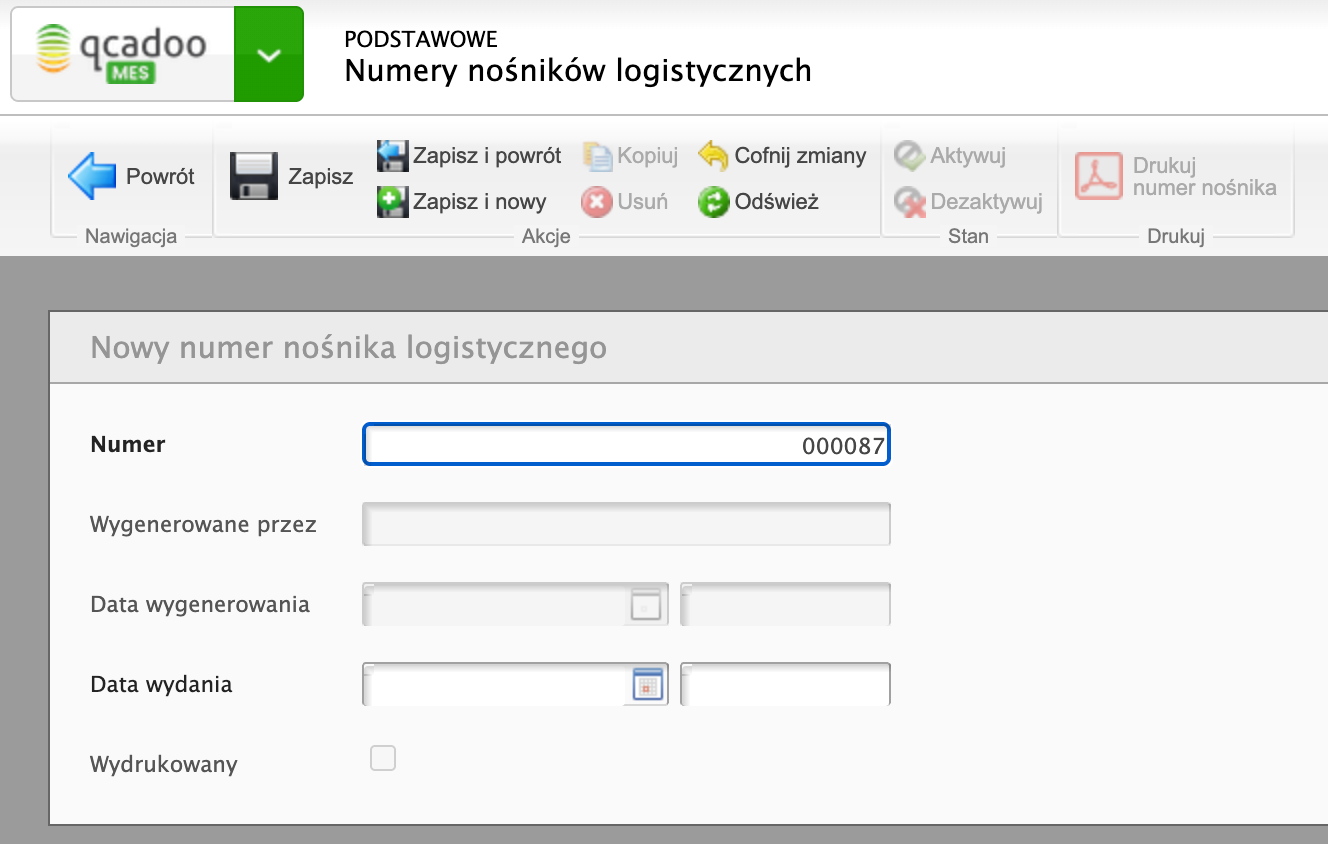 qcadoo
MES
PODSTAWOWE
Numery nośników logistycznych
Powrót
Nawigacja
Zapisz
Zapisz i powrót
Kopiuj
Cofnij zmiany
Zapisz i nowy
Usuń
Odśwież
Akcje
Aktywuj
Dezaktywuj
Stan
Drukuj
numer nośnika
Drukuj
Nowy numer nośnika logistycznego
Numer
000087
Wygenerowane przez
Data wygenerowania
Data wydania
Wydrukowany